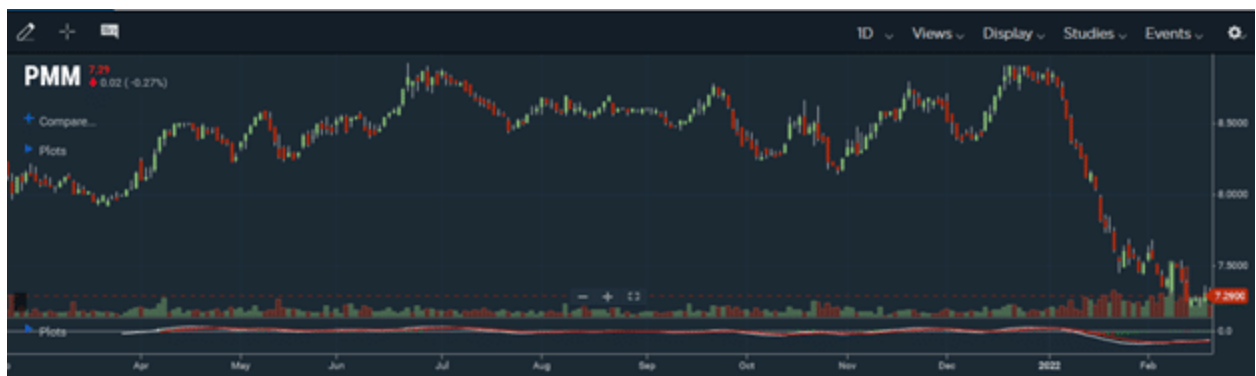 1D Views Display Studies Events
PMM 7.29
0.02 (-0.27%)
Compare...
Plots
8.5000
8.0000
7.5000
7.2900
Plots
0.0
Apr May Jun Jul Aug Sep Oct Nov Dec 2022 Feb